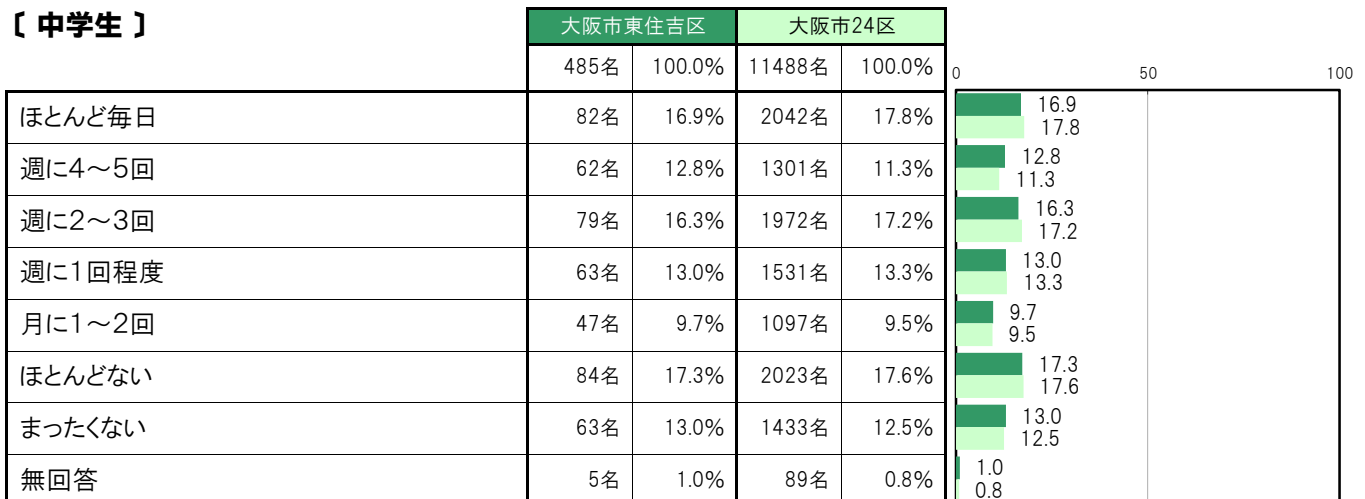 〔 中学生 〕
大阪市東住吉区 大阪市24区
485名 100.0% 11488名 100.0% 0 50 100
ほとんど毎日 82名 16.9% 2042名 17.8% 16.9
17.8
週に4～5回 62名 12.8% 1301名 11.3% 12.8
11.3
週に2～3回 79名 16.3% 1972名 17.2% 16.3
17.2
週に1回程度 63名 13.0% 1531名 13.3% 13.0
13.3
月に1～2回 47名 9.7% 1097名 9.5% 9.7
9.5
ほとんどない 84名 17.3% 2023名 17.6% 17.3
17.6
まったくない 63名 13.0% 1433名 12.5% 13.0
12.5
無回答 5名 1.0% 89名 0.8% 1.0
0.8